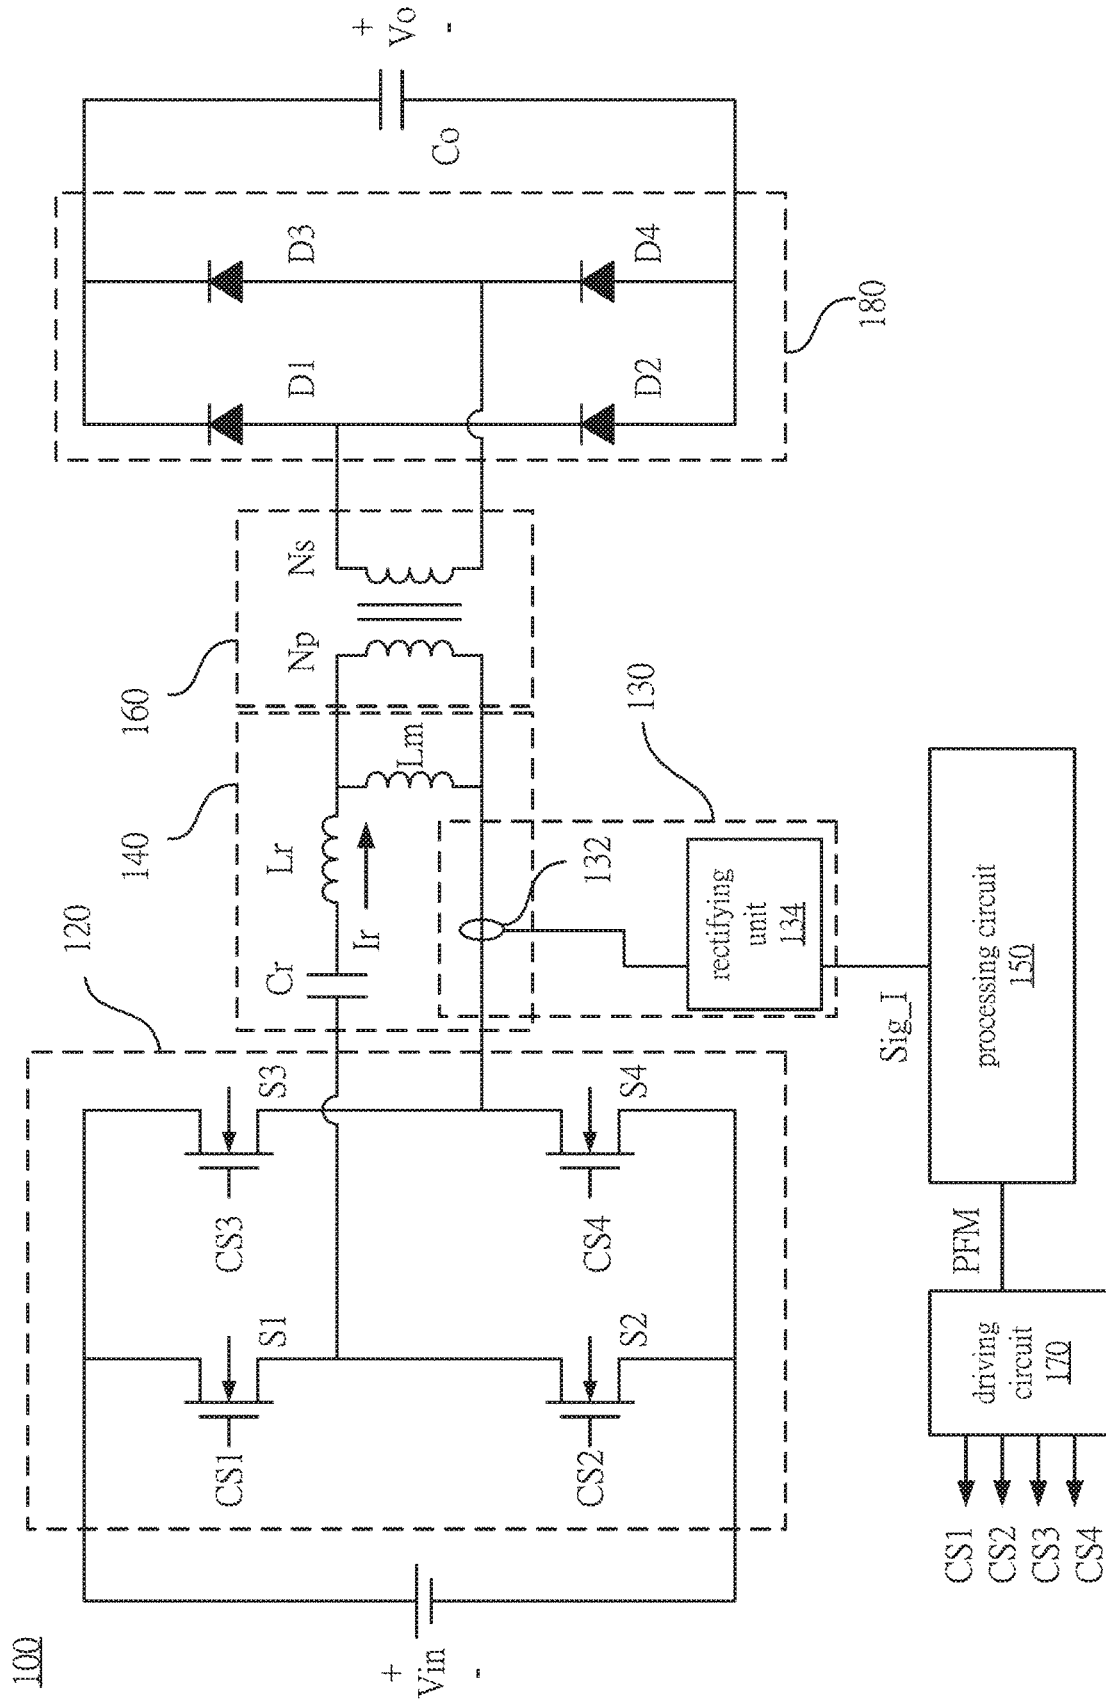 100
120
140
160
180
130
132
+
Vin
-
CS1
S1
CS2
S2
CS3
S3
CS4
S4
Cr
Lr
Ir
Lm
Np
Ns
D1
D2
D3
D4
Co
+
Vo
-
rectifying
unit
134
Sig_I
processing circuit
150
PFM
driving
circuit
170
CS1
CS2
CS3
CS4